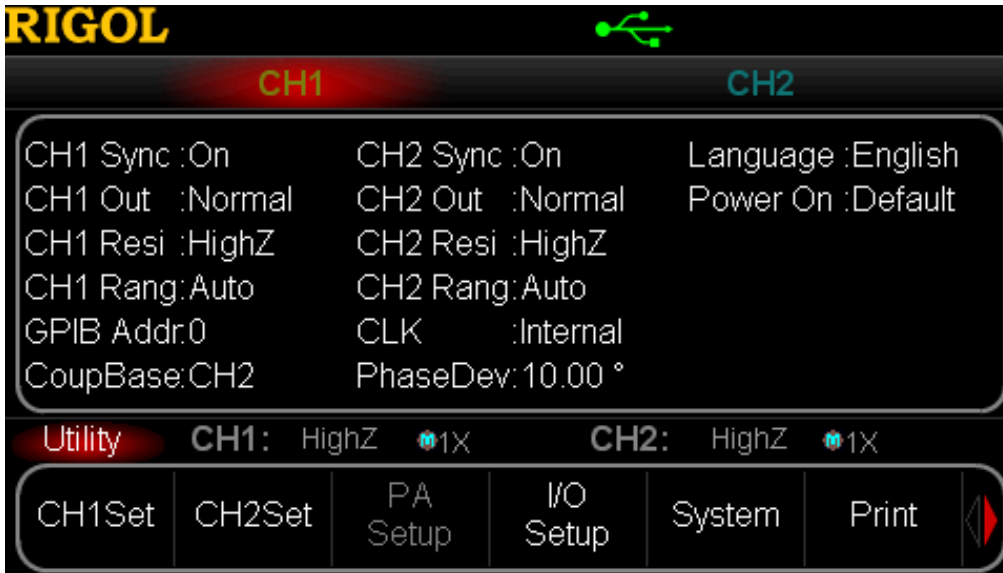 RIGOL
CH1 CH2
CH1 Sync :On CH2 Sync :On Language :English
CH1 Out :Normal CH2 Out :Normal Power On :Default
CH1 Resi :HighZ CH2 Resi :HighZ
CH1 Rang:Auto CH2 Rang:Auto
GPIB Addr:0 CLK :Internal
CoupBase:CH2 PhaseDev:10.00 °
Utility CH1: HighZ M1X CH2: HighZ M1X
CH1Set CH2Set PA Setup I/O Setup System Print